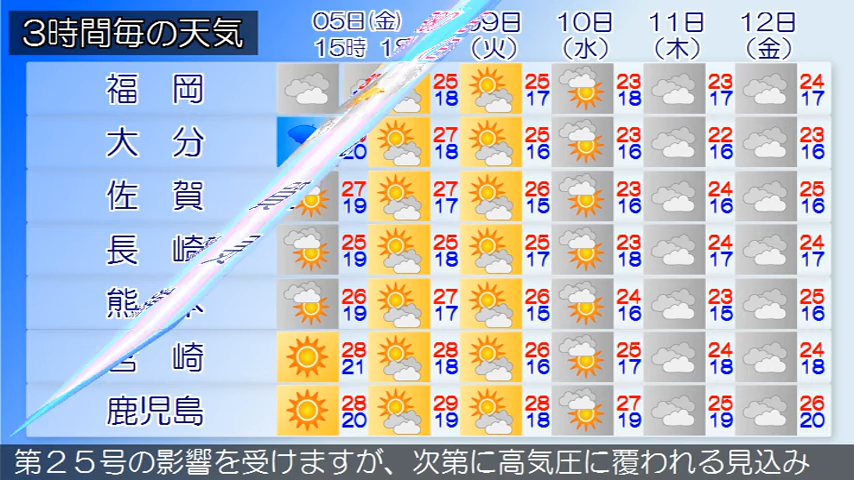 3時間毎の天気
05日(金) 09日 10日 11日 12日
15時 18 (火) (水) (木) (金)
福岡 25 25 23 23 24
18 17 18 17 17
大分 27 25 23 22 23
20 18 16 16 16 16
佐賀 27 27 26 23 24 25
19 17 15 16 16 16
長崎 25 25 25 23 24 24
19 18 17 18 17 17
熊本 26 27 26 24 23 25
19 17 15 16 15 16
宮崎 28 28 26 25 24 24
21 18 16 17 18 18
鹿児島 28 29 28 27 25 26
20 19 18 19 19 20
第25号の影響を受けますが、次第に高気圧に覆われる見込み